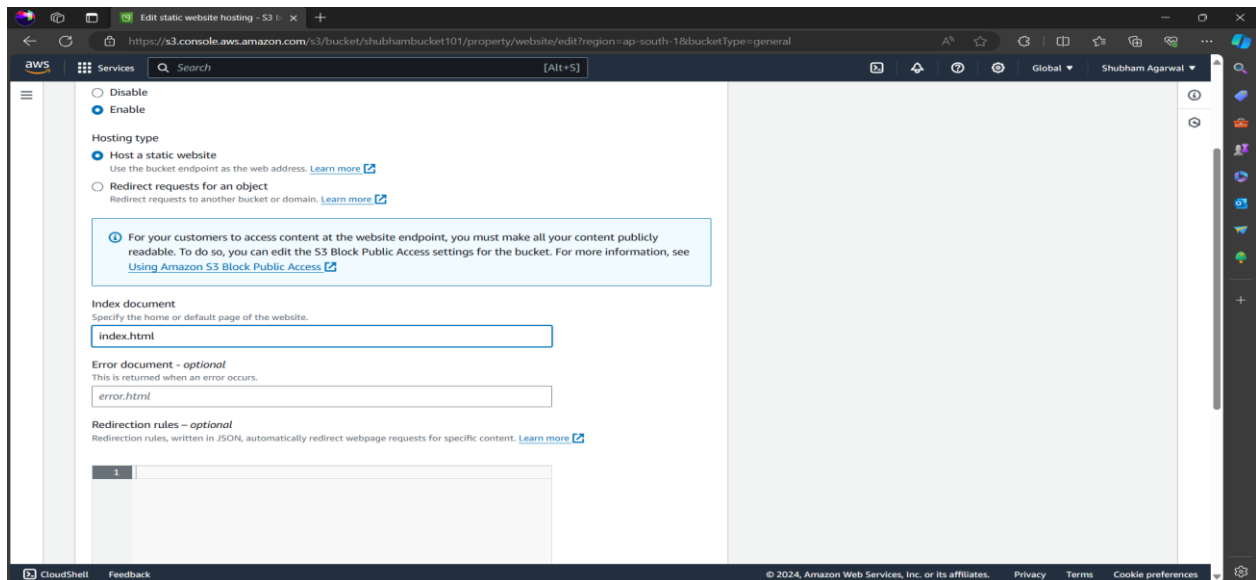 Edit static website hosting - S3 b
https://s3.console.aws.amazon.com/s3/bucket/shubhambucket101/property/website/edit?region=ap-south-1&bucketType=general
aws Services Search [Alt+S] Global Shubham Agarwal
Disable
Enable
Hosting type
Host a static website
Use the bucket endpoint as the web address. Learn more
Redirect requests for an object
Redirect requests to another bucket or domain. Learn more
For your customers to access content at the website endpoint, you must make all your content publicly
readable. To do so, you can edit the S3 Block Public Access settings for the bucket. For more information, see
Using Amazon S3 Block Public Access
Index document
Specify the home or default page of the website.
index.html
Error document - optional
This is returned when an error occurs.
error.html
Redirection rules – optional
Redirection rules, written in JSON, automatically redirect webpage requests for specific content. Learn more
1
CloudShell Feedback © 2024, Amazon Web Services, Inc. or its affiliates. Privacy Terms Cookie preferences